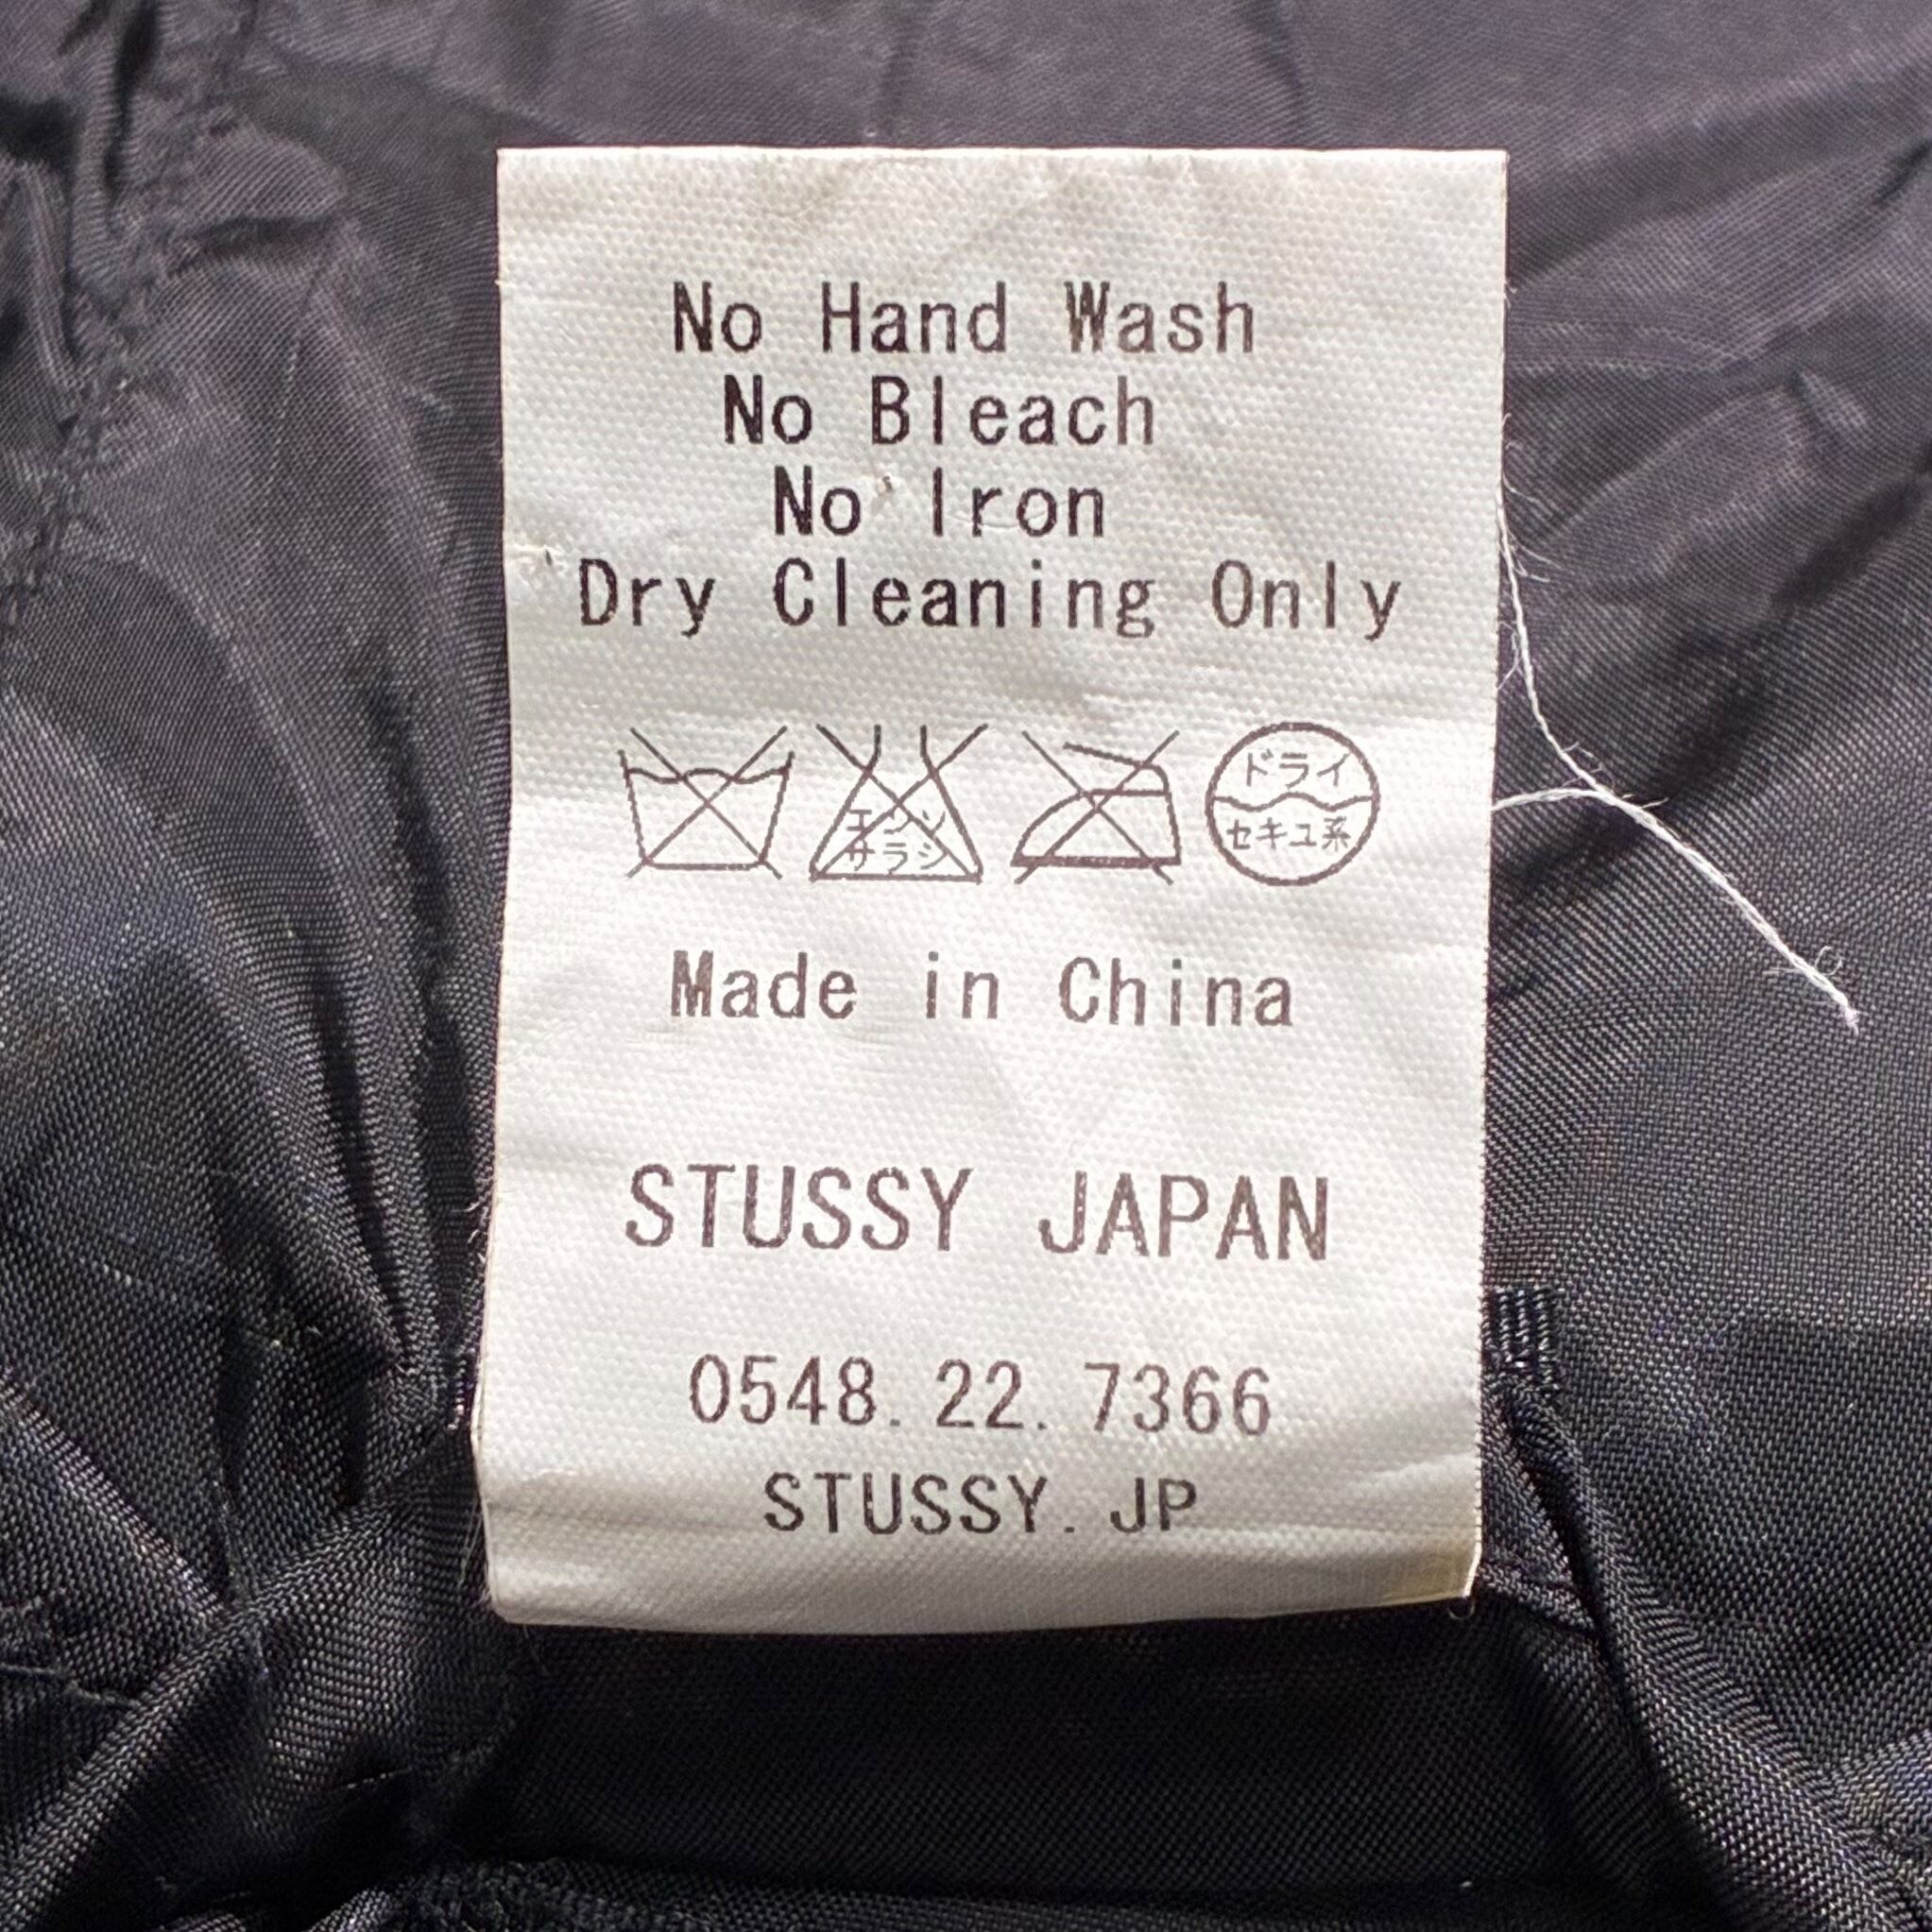 No Hand Wash
No Bleach
No Iron
Dry Cleaning Only
エンソ
サラシ
ドライ
セキユ系
Made in China
STUSSY JAPAN
0548.22.7366
STUSSY.JP